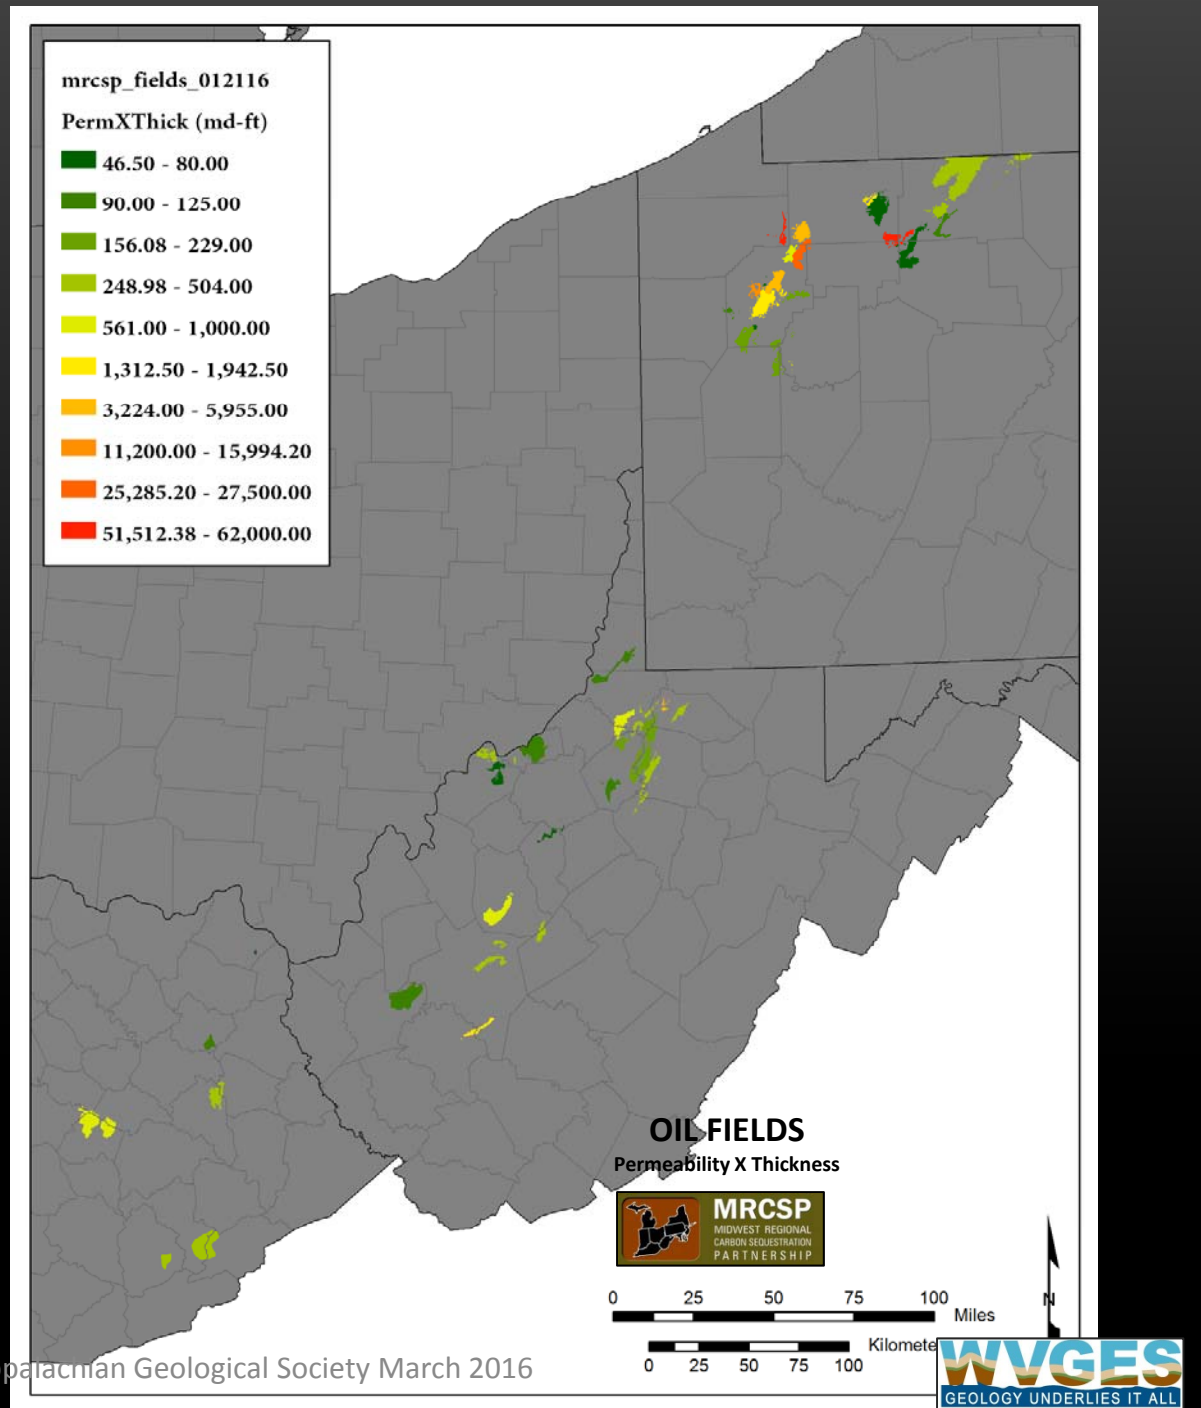 mrcsp_fields_012116
PermXThick (md-ft)
46.50 - 80.00
90.00 - 125.00
156.08 - 229.00
248.98 - 504.00
561.00 - 1,000.00
1,312.50 - 1,942.50
3,224.00 - 5,955.00
11,200.00 - 15,994.20
25,285.20 - 27,500.00
51,512.38 - 62,000.00
OIL FIELDS
Permeability X Thickness
MRCSP
MIDWEST REGIONAL
CARBON SEQUESTRATION
PARTNERSHIP
0 25 50 75 100
Miles
Kilomete
0 25 50 75 100
N
ppalachian Geological Society March 2016
WVGES
GEOLOGY UNDERLIES IT ALL